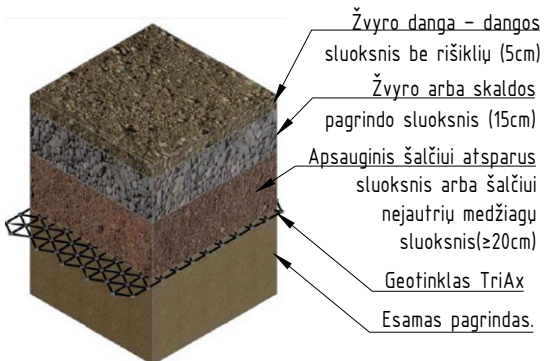 Žvyro danga – dangos
sluoksnis be rišiklių (5cm)
Žvyro arba skaldos
pagrindo sluoksnis (15cm)
Apsauginis šalčiui atsparus
sluoksnis arba šalčiui
nejautrių medžiagų
sluoksnis(≥20cm)
Geotinklas TriAx
Esamas pagrindas.